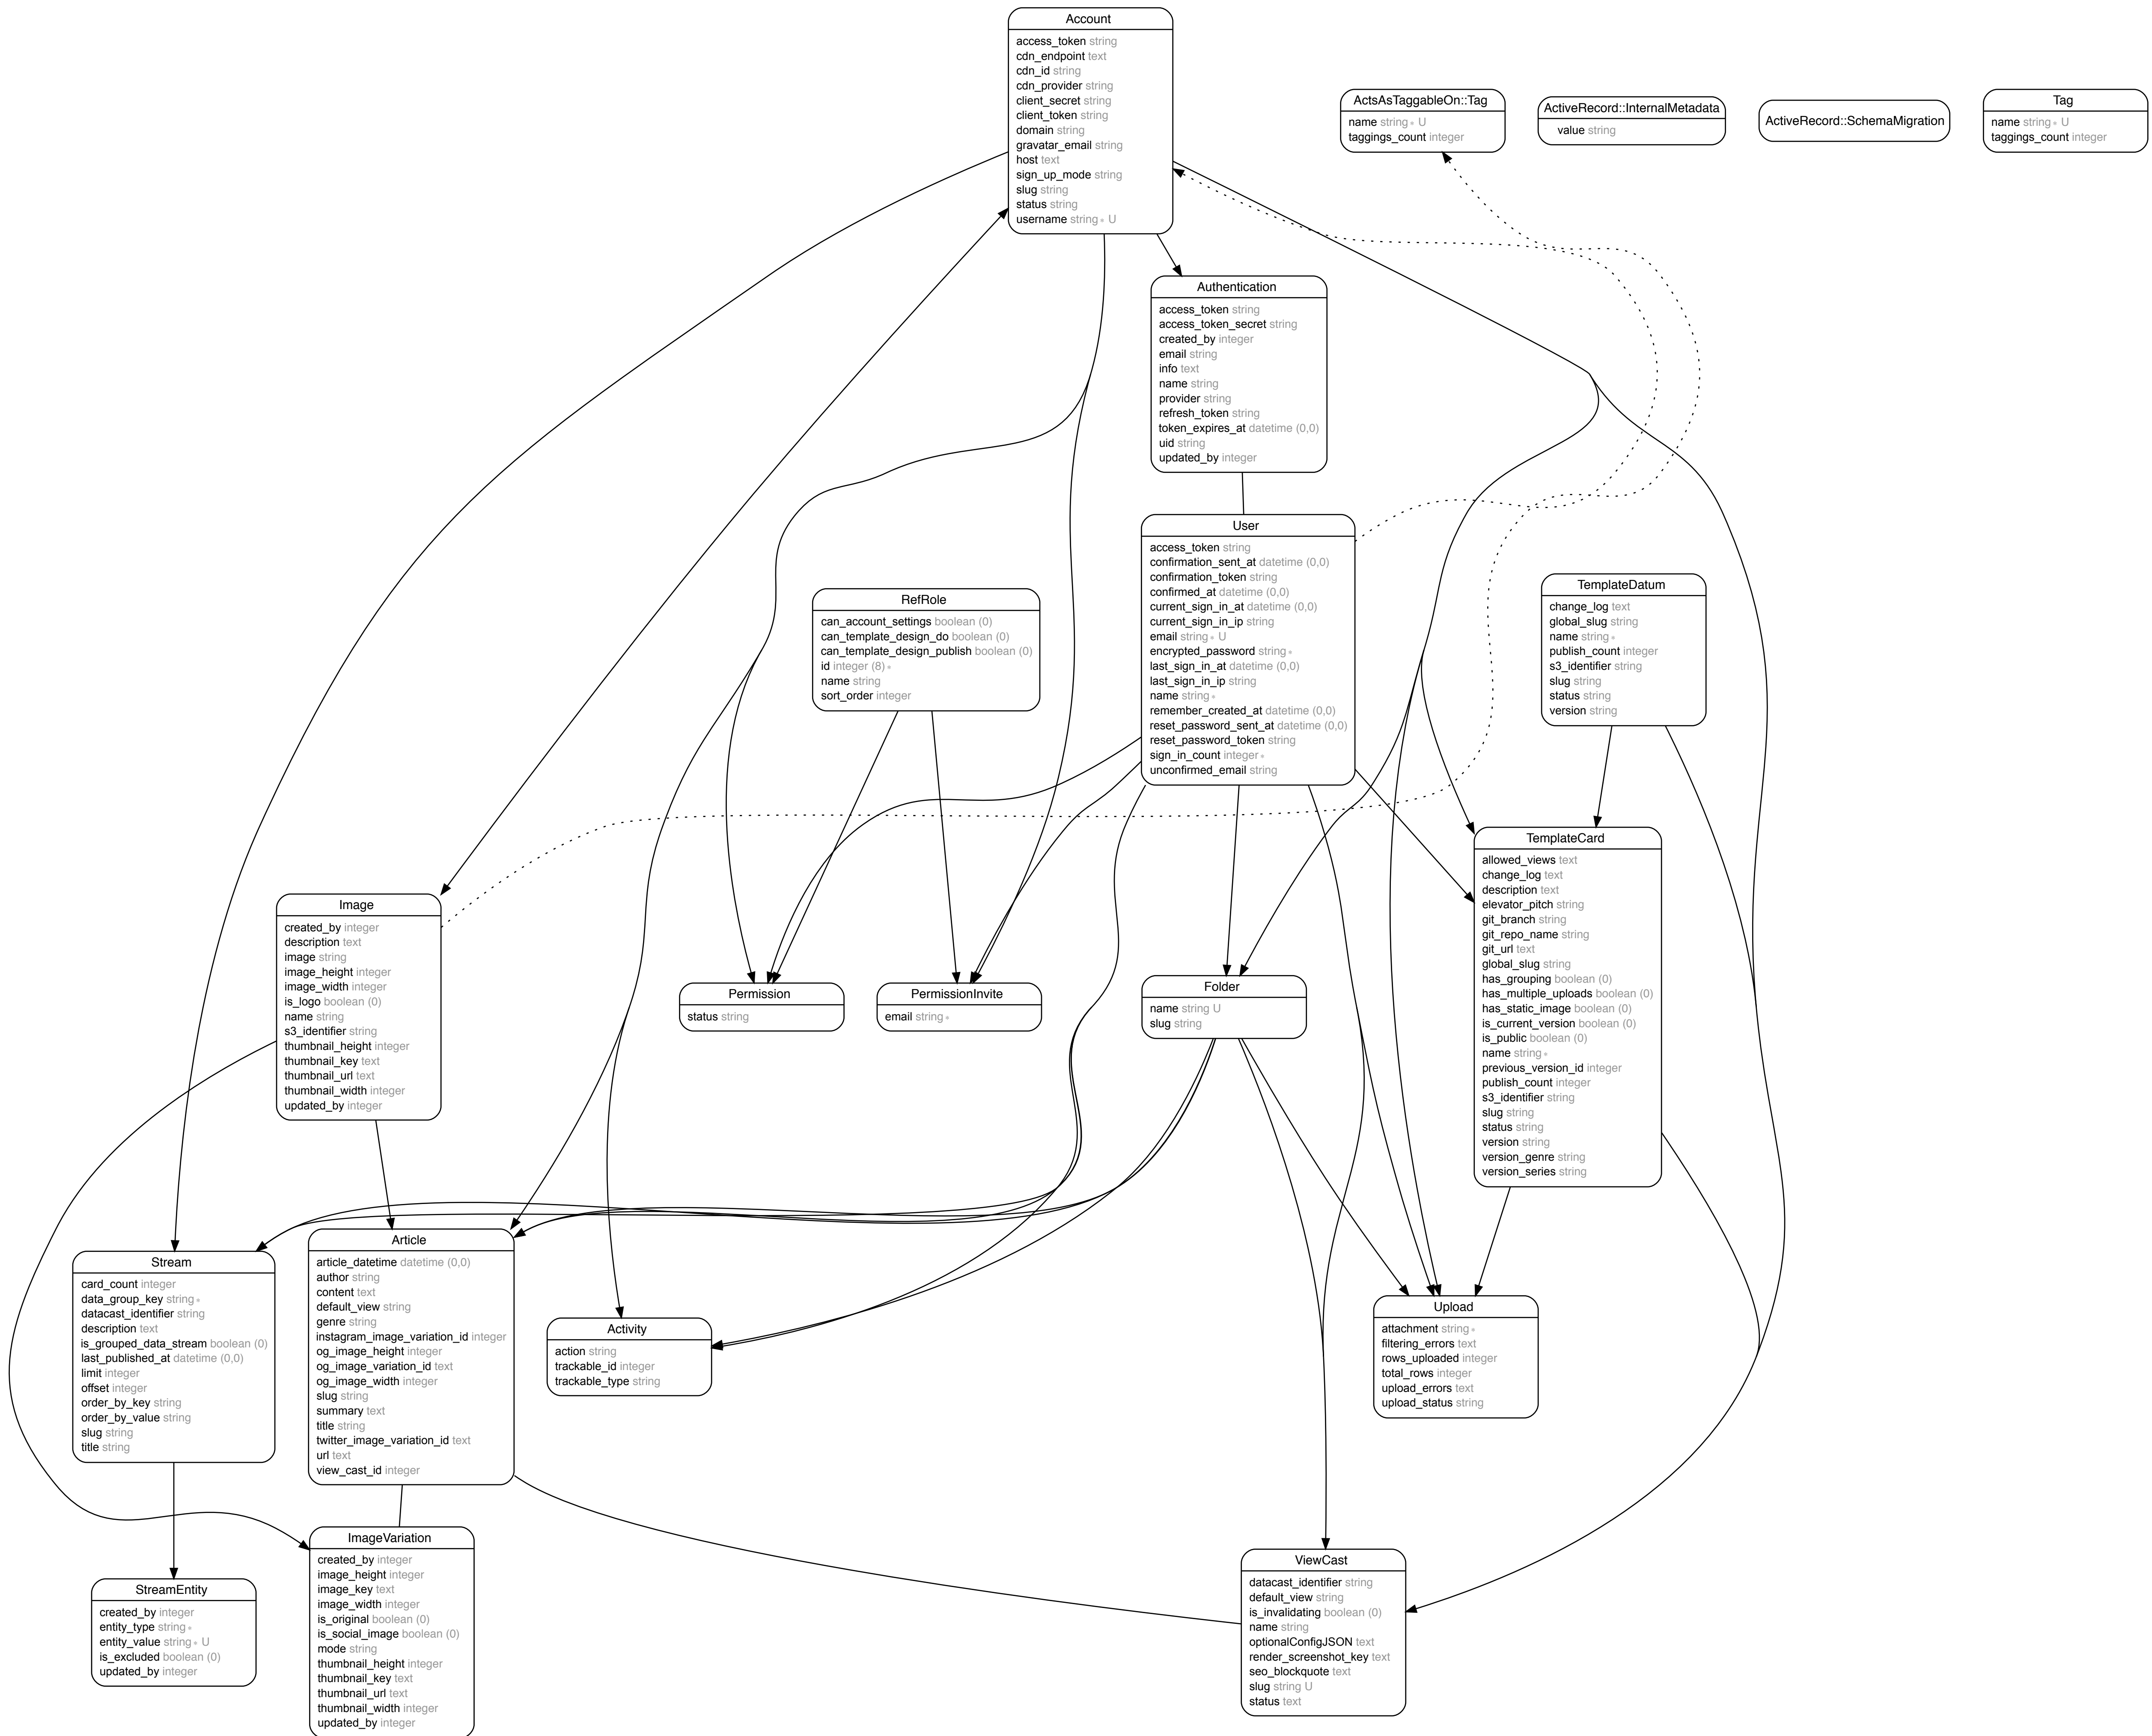 Account
access_token string
cdn_endpoint text
cdn_id string
cdn_provider string
client_secret string
client_token string
domain string
gravatar_email string
host text
sign_up_mode string
slug string
status string
username string* U
ActsAsTaggableOn::Tag
name string* U
taggings_count integer
ActiveRecord::InternalMetadata
value string
ActiveRecord::SchemaMigration
Tag
name string* U
taggings_count integer
Authentication
access_token string
access_token_secret string
created_by integer
email string
info text
name string
provider string
refresh_token string
token_expires_at datetime (0,0)
uid string
updated_by integer
User
access_token string
confirmation_sent_at datetime (0,0)
confirmation_token string
confirmed_at datetime (0,0)
current_sign_in_at datetime (0,0)
current_sign_in_ip string
email string* U
encrypted_password string*
last_sign_in_at datetime (0,0)
last_sign_in_ip string
name string*
remember_created_at datetime (0,0)
reset_password_sent_at datetime (0,0)
reset_password_token string
sign_in_count integer*
unconfirmed_email string
RefRole
can_account_settings boolean (0)
can_template_design_do boolean (0)
can_template_design_publish boolean (0)
id integer (8)*
name string
sort_order integer
TemplateDatum
change_log text
global_slug string
name string*
publish_count integer
s3_identifier string
slug string
status string
version string
TemplateCard
allowed_views text
change_log text
description text
elevator_pitch string
git_branch string
git_repo_name string
git_url text
global_slug string
has_grouping boolean (0)
has_multiple_uploads boolean (0)
has_static_image boolean (0)
is_current_version boolean (0)
is_public boolean (0)
name string*
previous_version_id integer
publish_count integer
s3_identifier string
slug string
status string
version string
version_genre string
version_series string
Image
created_by integer
description text
image string
image_height integer
image_width integer
is_logo boolean (0)
name string
s3_identifier string
thumbnail_height integer
thumbnail_key text
thumbnail_url text
thumbnail_width integer
updated_by integer
Permission
status string
PermissionInvite
email string*
Folder
name string U
slug string
Stream
card_count integer
data_group_key string*
datacast_identifier string
description text
is_grouped_data_stream boolean (0)
last_published_at datetime (0,0)
limit integer
offset integer
order_by_key string
order_by_value string
slug string
title string
Article
article_datetime datetime (0,0)
author string
content text
default_view string
genre string
instagram_image_variation_id integer
og_image_height integer
og_image_variation_id text
og_image_width integer
slug string
summary text
title string
twitter_image_variation_id text
url text
view_cast_id integer
Activity
action string
trackable_id integer
trackable_type string
Upload
attachment string*
filtering_errors text
rows_uploaded integer
total_rows integer
upload_errors text
upload_status string
StreamEntity
created_by integer
entity_type string*
entity_value string* U
is_excluded boolean (0)
updated_by integer
ImageVariation
created_by integer
image_height integer
image_key text
image_width integer
is_original boolean (0)
is_social_image boolean (0)
mode string
thumbnail_height integer
thumbnail_key text
thumbnail_url text
thumbnail_width integer
updated_by integer
ViewCast
datacast_identifier string
default_view string
is_invalidating boolean (0)
name string
optionalConfigJSON text
render_screenshot_key text
seo_blockquote text
slug string U
status text